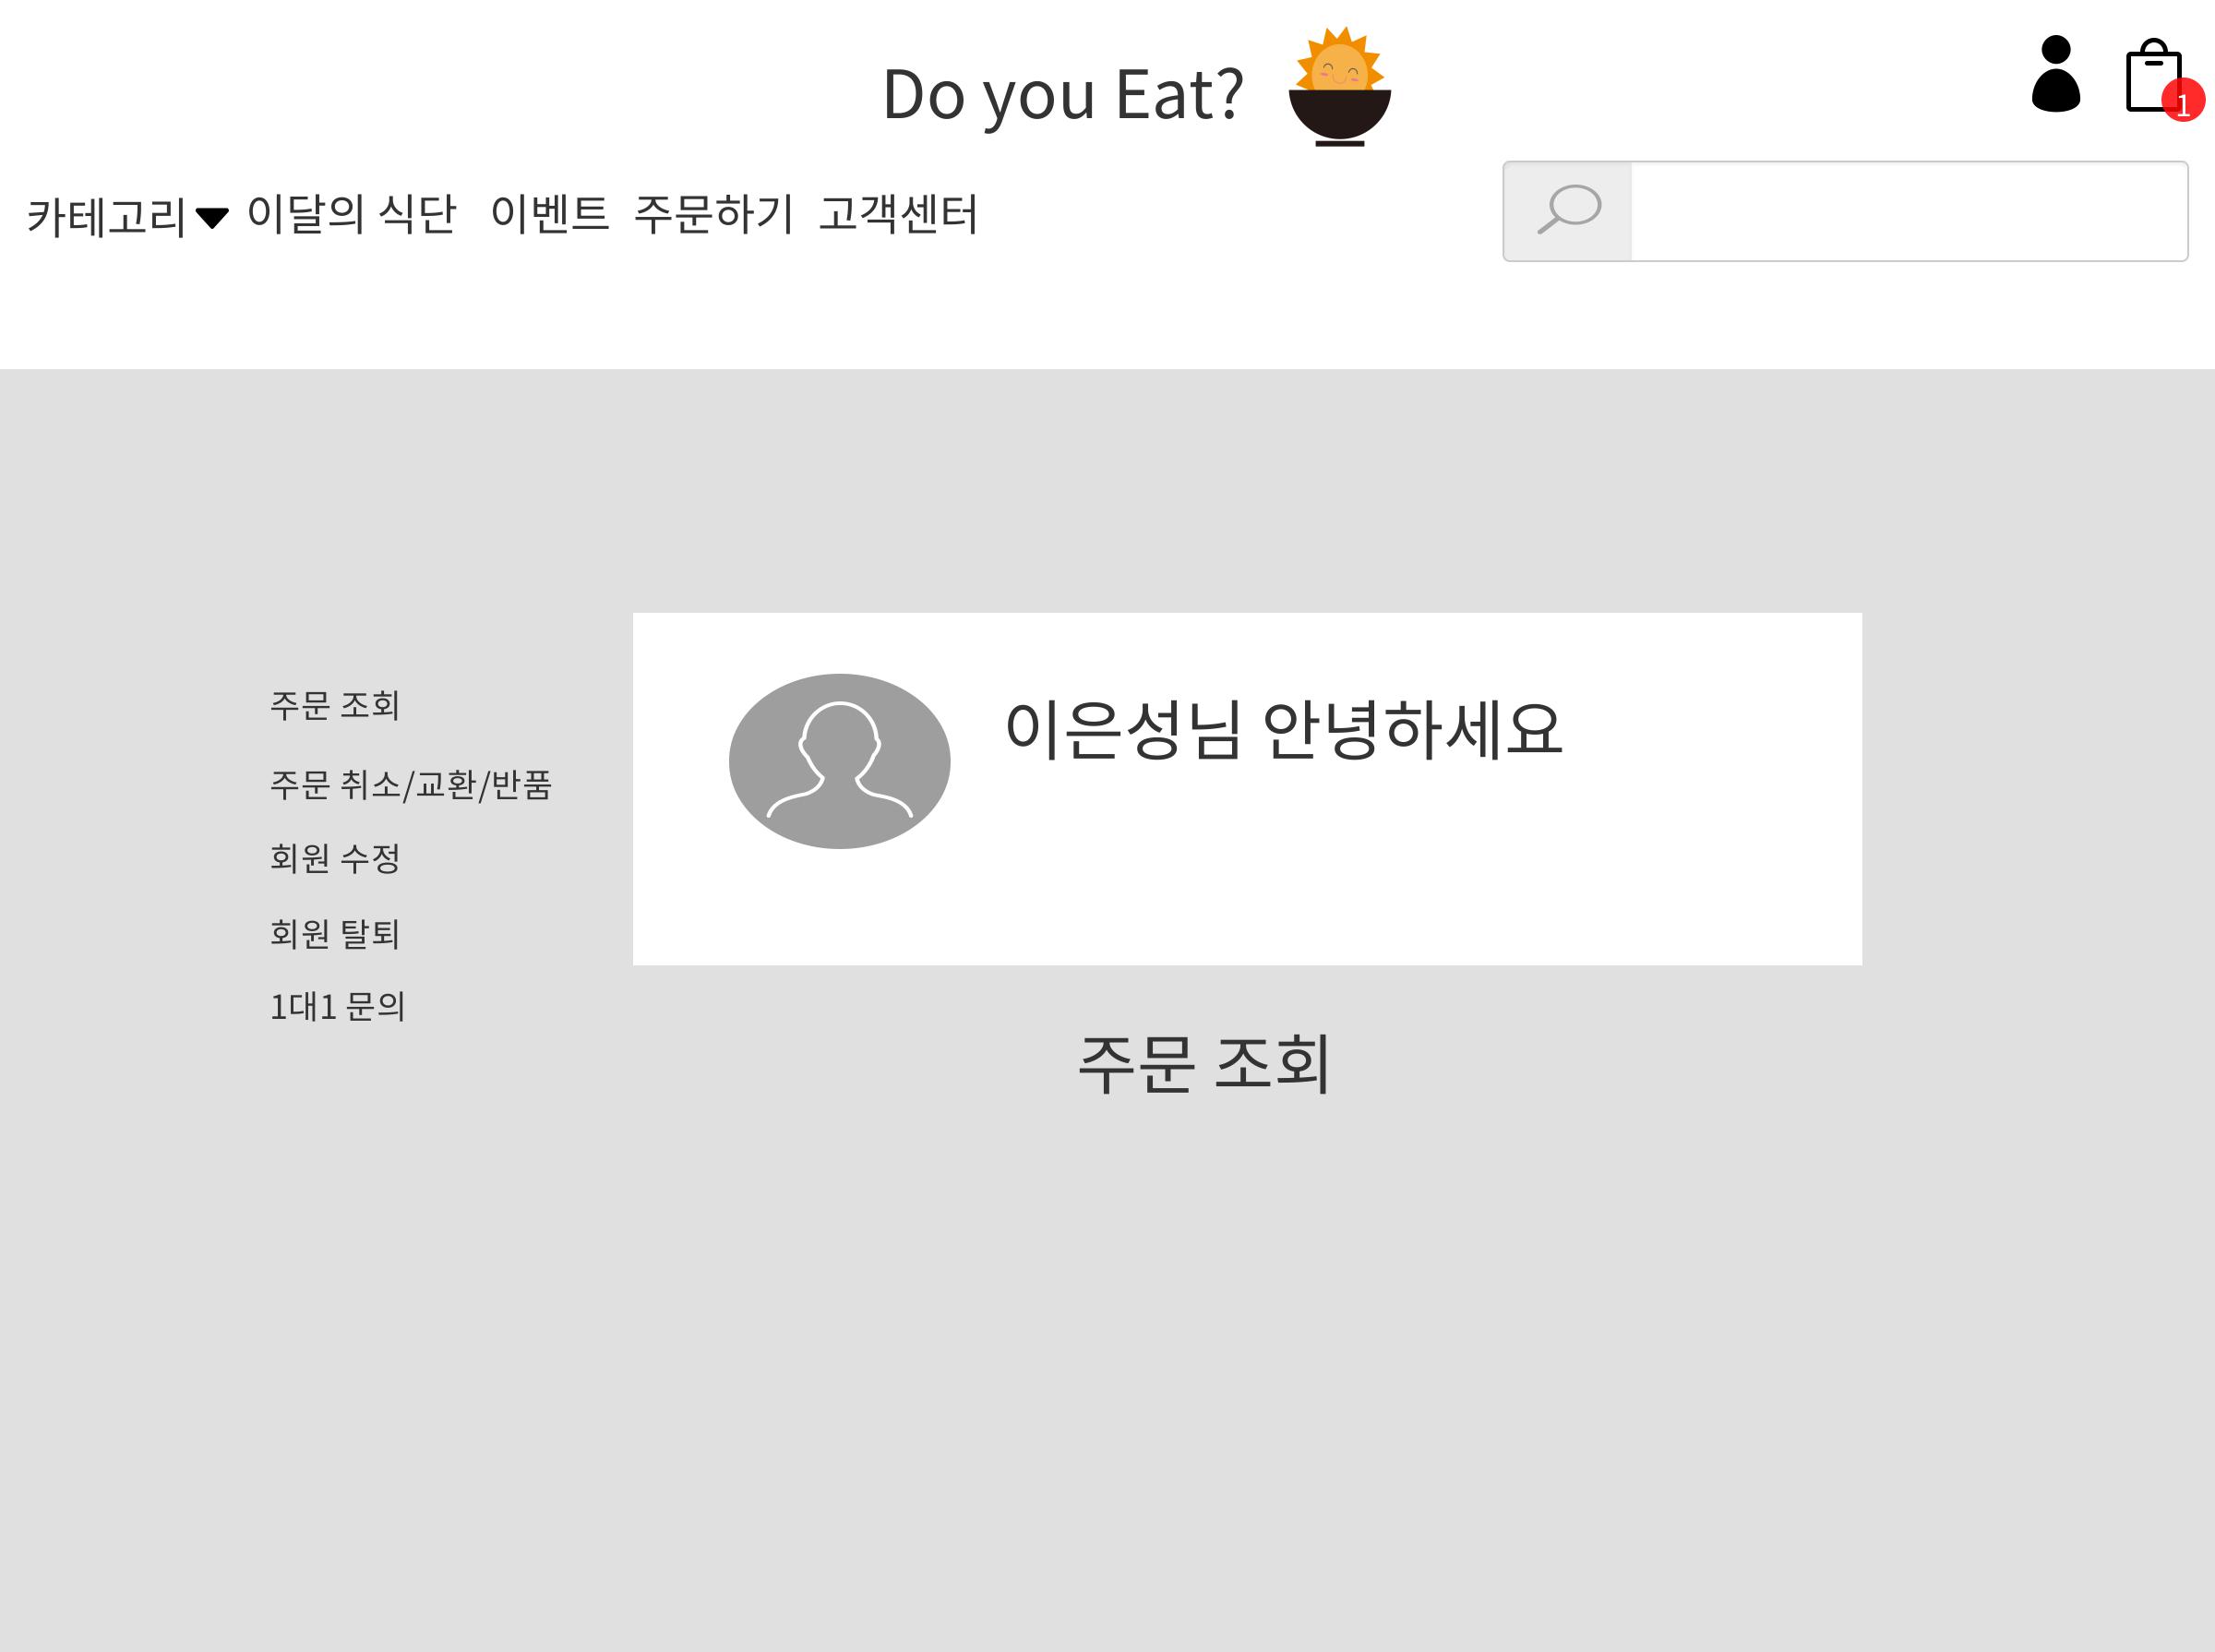 Do you Eat?
1
카테고리 이달의 식단 이벤트 주문하기 고객센터
이은성님 안녕하세요
주문 조회
주문 취소/교환/반품
회원 수정
회원 탈퇴
1대1 문의
주문 조회